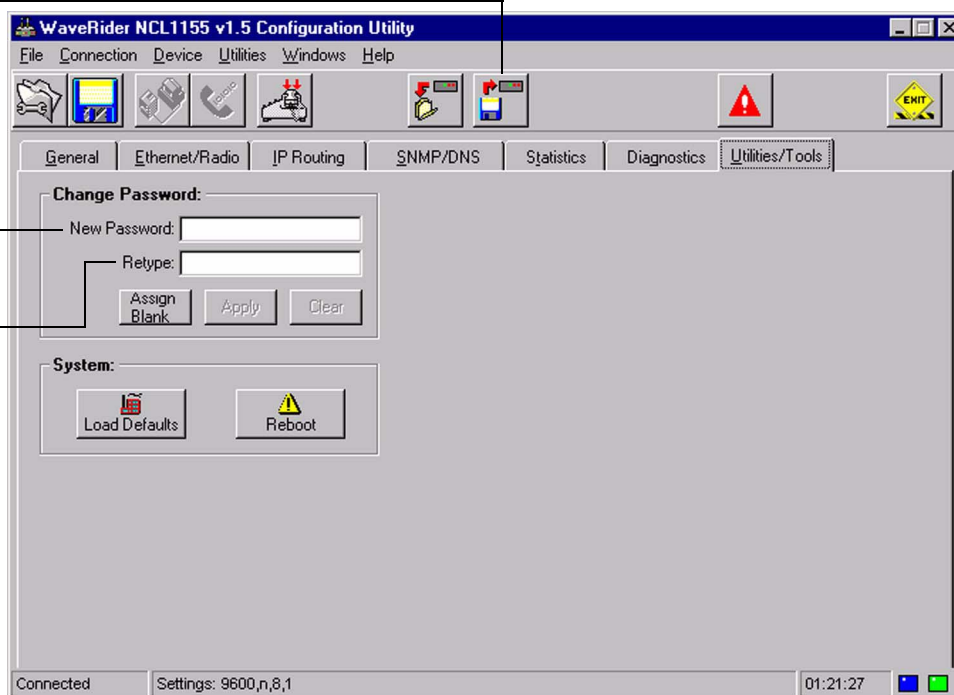 WaveRider NCL1155 v1.5 Configuration Utility
File Connection Device Utilities Windows Help
EXIT
General Ethernet/Radio IP Routing SNMP/DNS Statistics Diagnostics Utilities/Tools
Change Password:
New Password:
Retype:
Assign Blank Apply Clear
System:
Load Defaults Reboot
Connected Settings: 9600,n,8,1 01:21:27